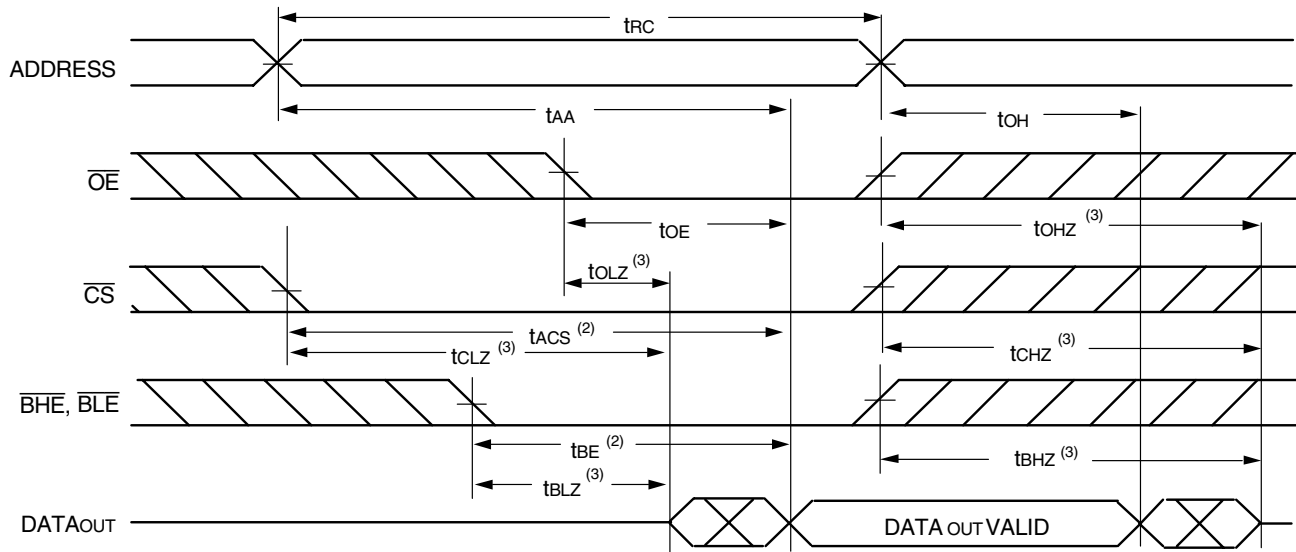 tRC
ADDRESS
tAA
tOH
OE
tOE
tOHZ (3)
tOLZ (3)
CS
tACS (2)
tCLZ (3)
tCHZ (3)
BHE, BLE
tBE (2)
tBHZ (3)
tBLZ (3)
DATAOUT
DATA OUT VALID